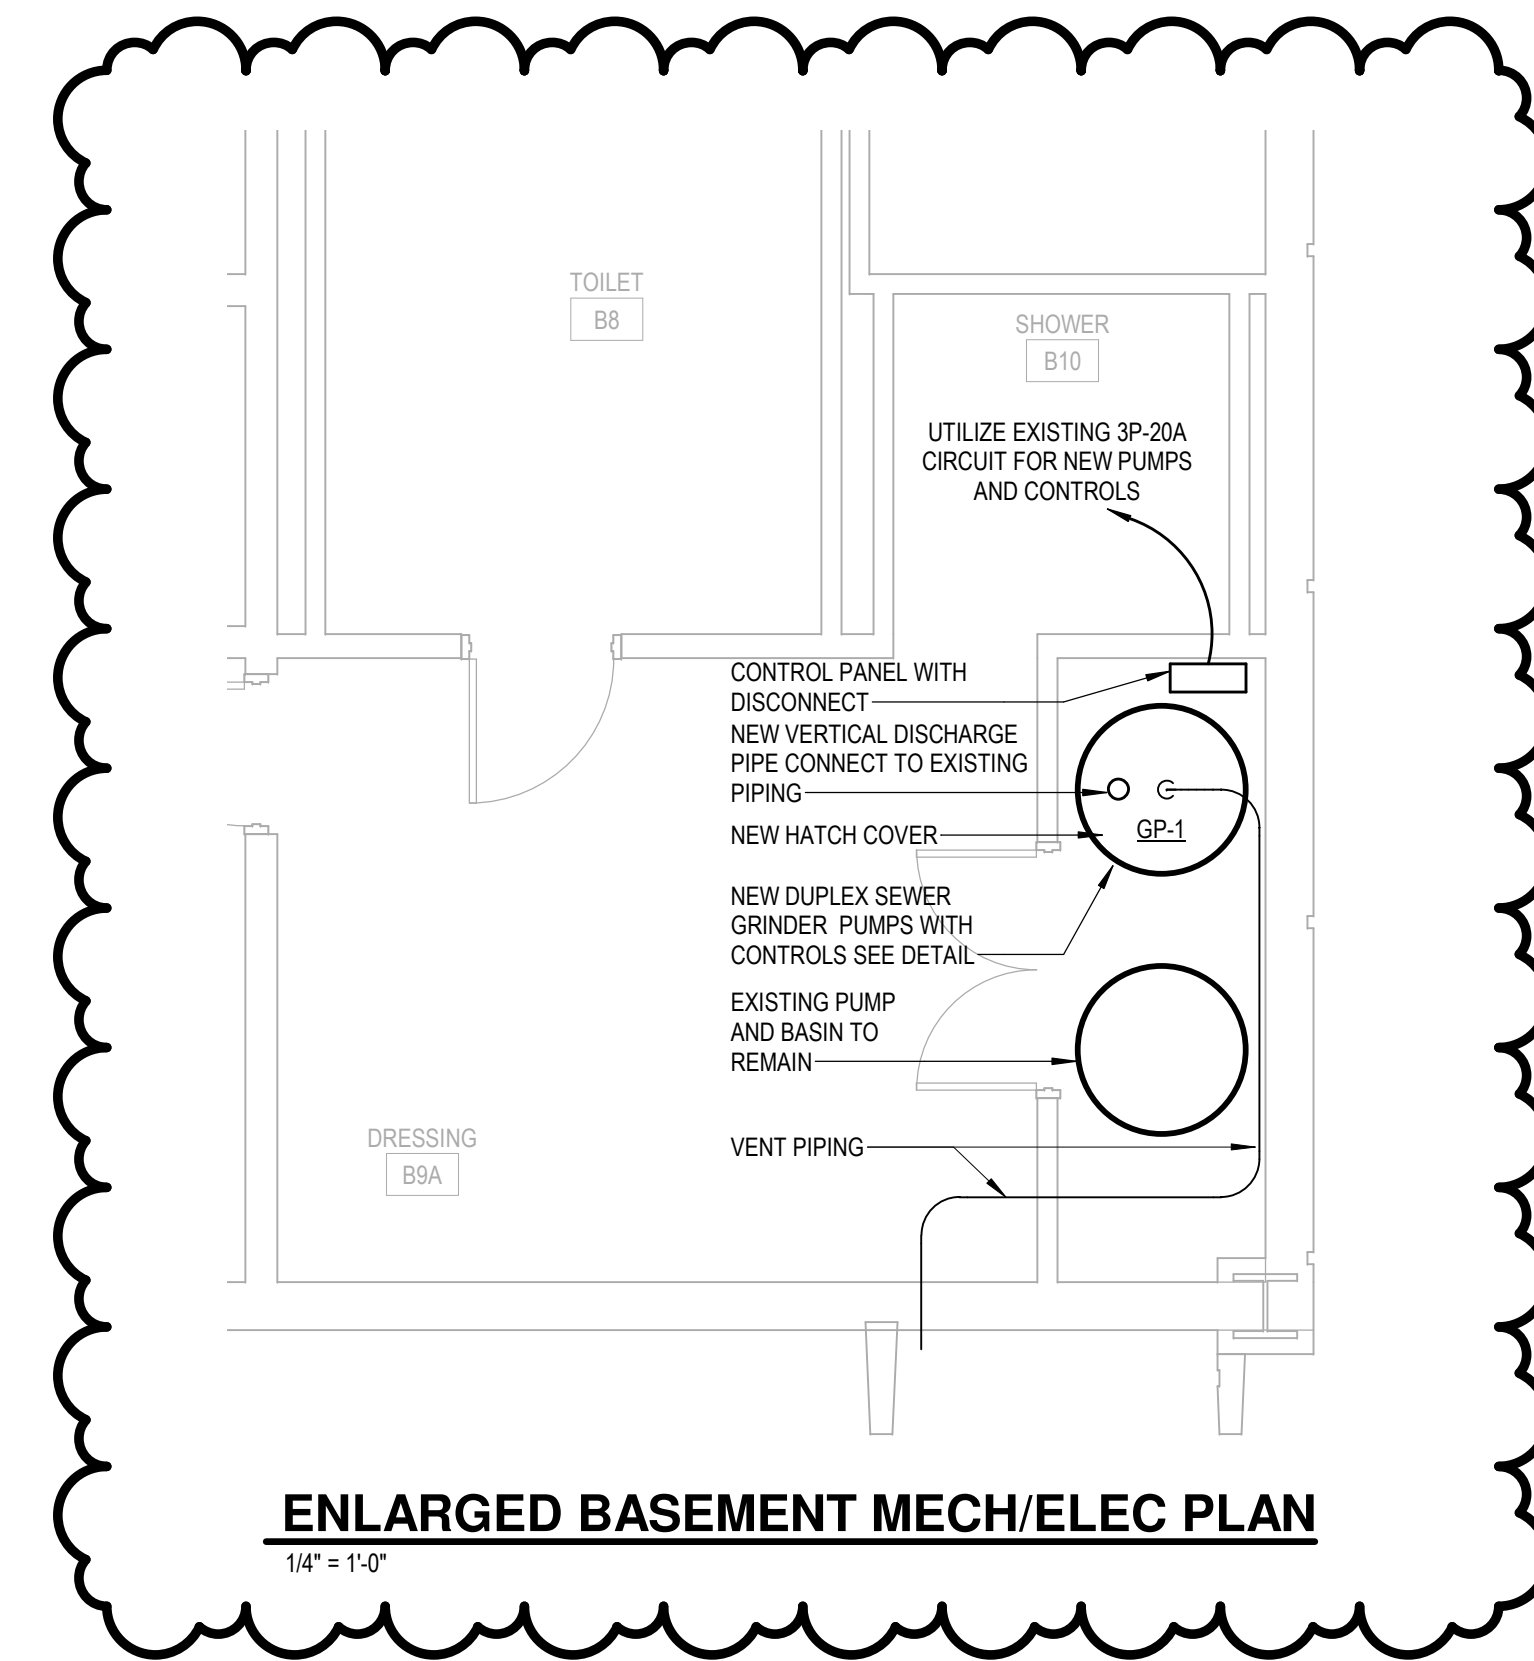 TOILET
B8
SHOWER
B10
UTILIZE EXISTING 3P-20A
CIRCUIT FOR NEW PUMPS
AND CONTROLS
CONTROL PANEL WITH
DISCONNECT
NEW VERTICAL DISCHARGE
PIPE CONNECT TO EXISTING
PIPING
NEW HATCH COVER
GP-1
NEW DUPLEX SEWER
GRINDER PUMPS WITH
CONTROLS SEE DETAIL
EXISTING PUMP
AND BASIN TO
REMAIN
DRESSING
B9A
VENT PIPING
ENLARGED BASEMENT MECH/ELEC PLAN
1/4" = 1'-0"